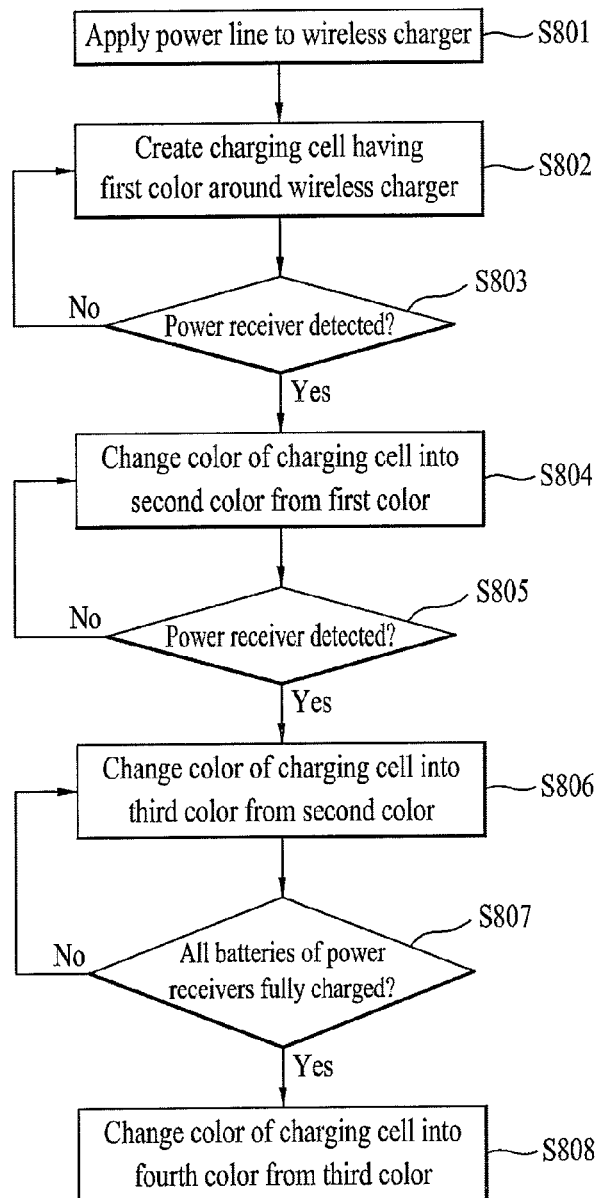 Apply power line to wireless charger
S801
Create charging cell having
first color around wireless charger
S802
S803
No
Power receiver detected?
Yes
Change color of charging cell into
second color from first color
S804
S805
No
Power receiver detected?
Yes
Change color of charging cell into
third color from second color
S806
S807
No
All batteries of power
receivers fully charged?
Yes
Change color of charging cell into
fourth color from third color
S808